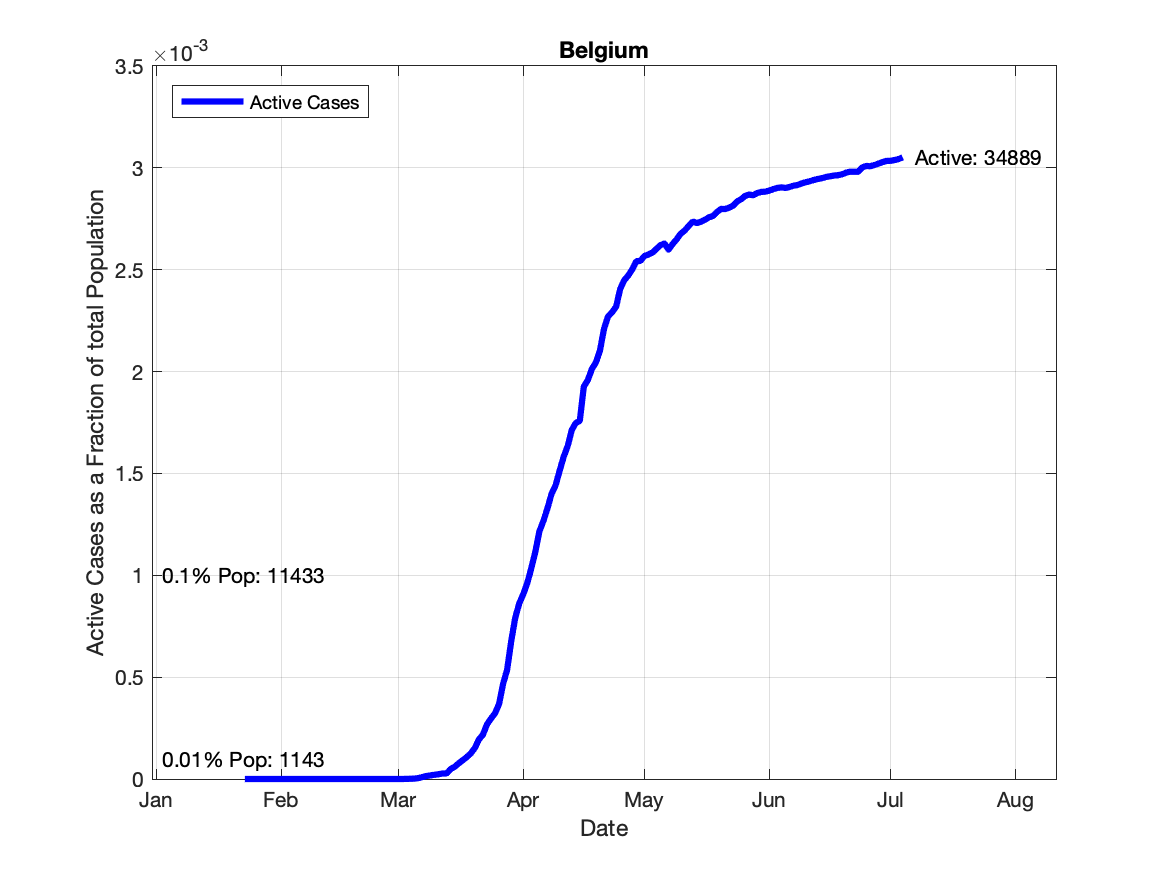 Belgium
×10-3
3.5
3
2.5
2
1.5
1
0.5
0
Active Cases as a Fraction of total Population
Active Cases
Active: 34889
0.1% Pop: 11433
0.01% Pop: 1143
Jan Feb Mar Apr May Jun Jul Aug
Date